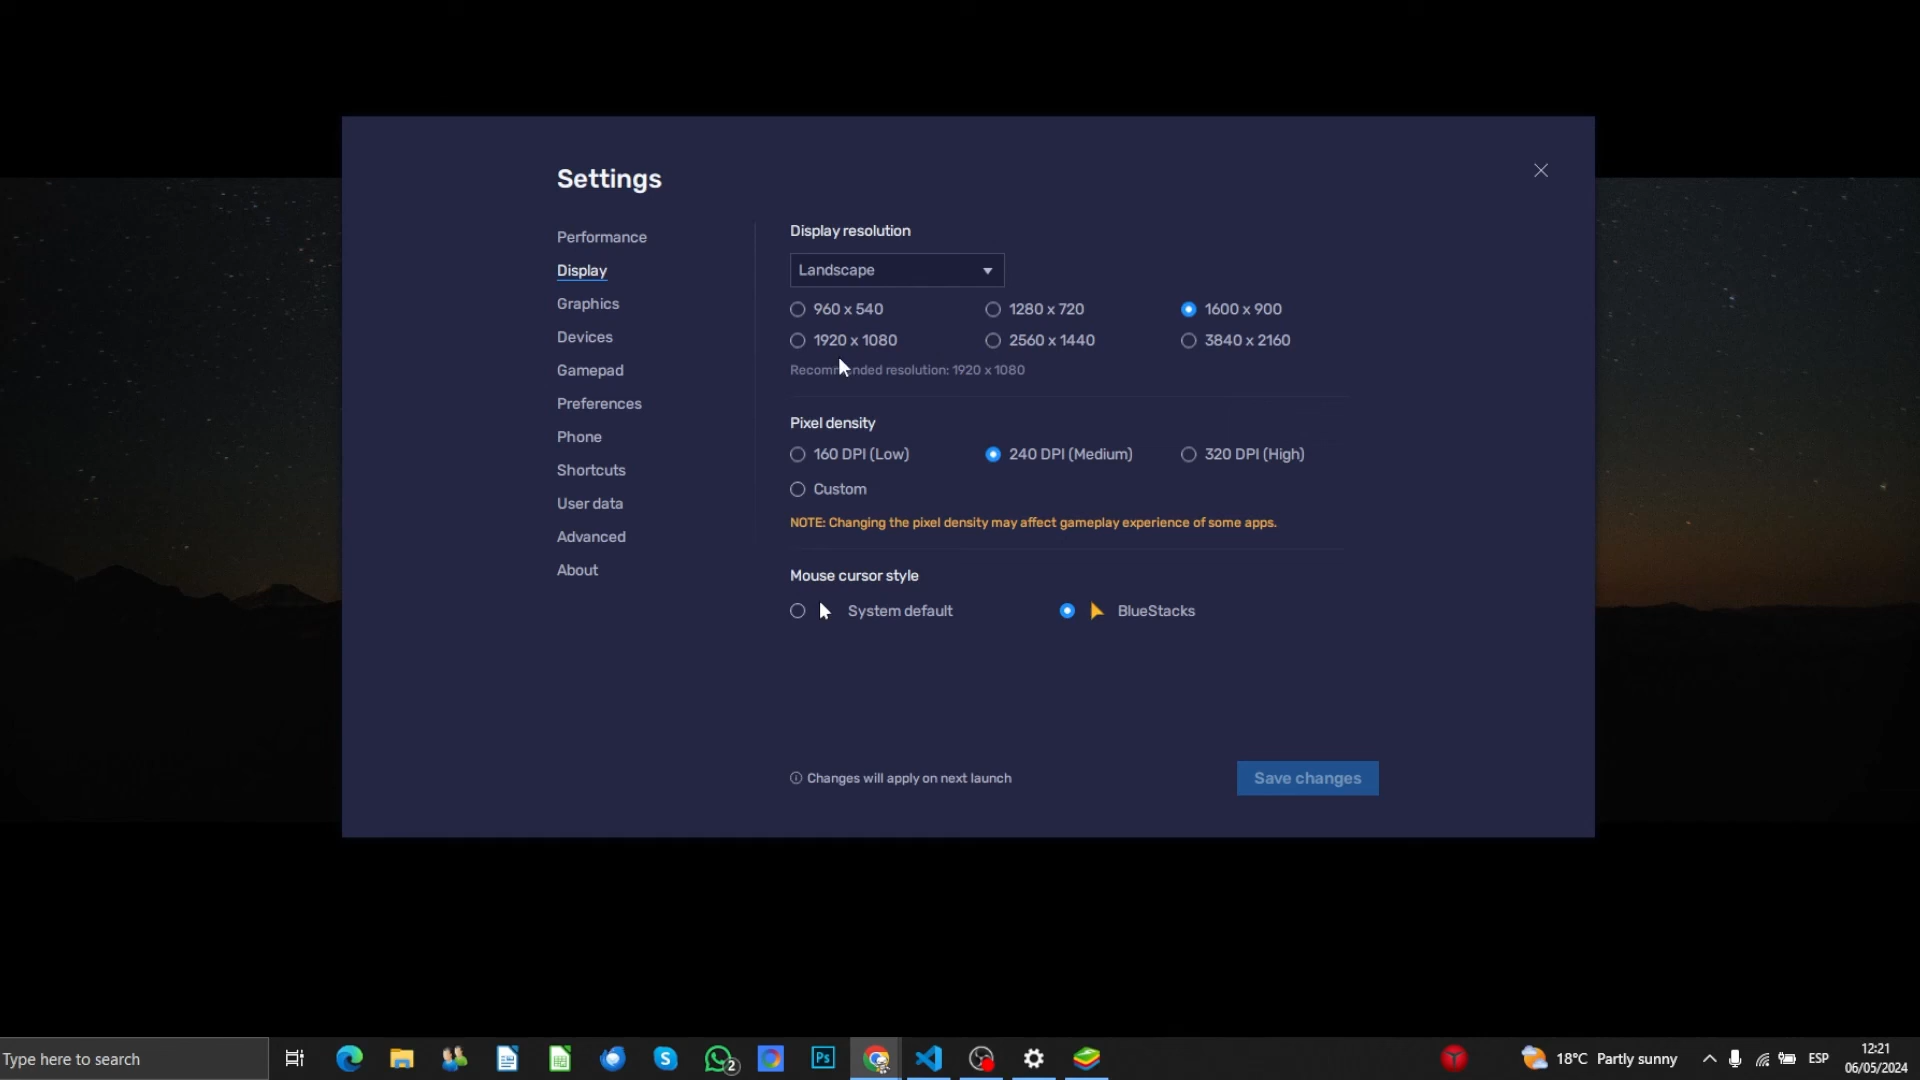 Settings
Performance
Display
Graphics
Devices
Gamepad
Preferences
Phone
Shortcuts
User data
Advanced
About
Display resolution
Landscape
960 x 540
1280 x 720
1600 x 900
1920 x 1080
2560 x 1440
3840 x 2160
Recommended resolution: 1920 x 1080
Pixel density
160 DPI (Low)
240 DPI (Medium)
320 DPI (High)
Custom
NOTE: Changing the pixel density may affect gameplay experience of some apps.
Mouse cursor style
System default
BlueStacks
Changes will apply on next launch
Save changes
Type here to search
S
2
Ps
18°C Partly sunny
ESP
12:21
06/05/2024